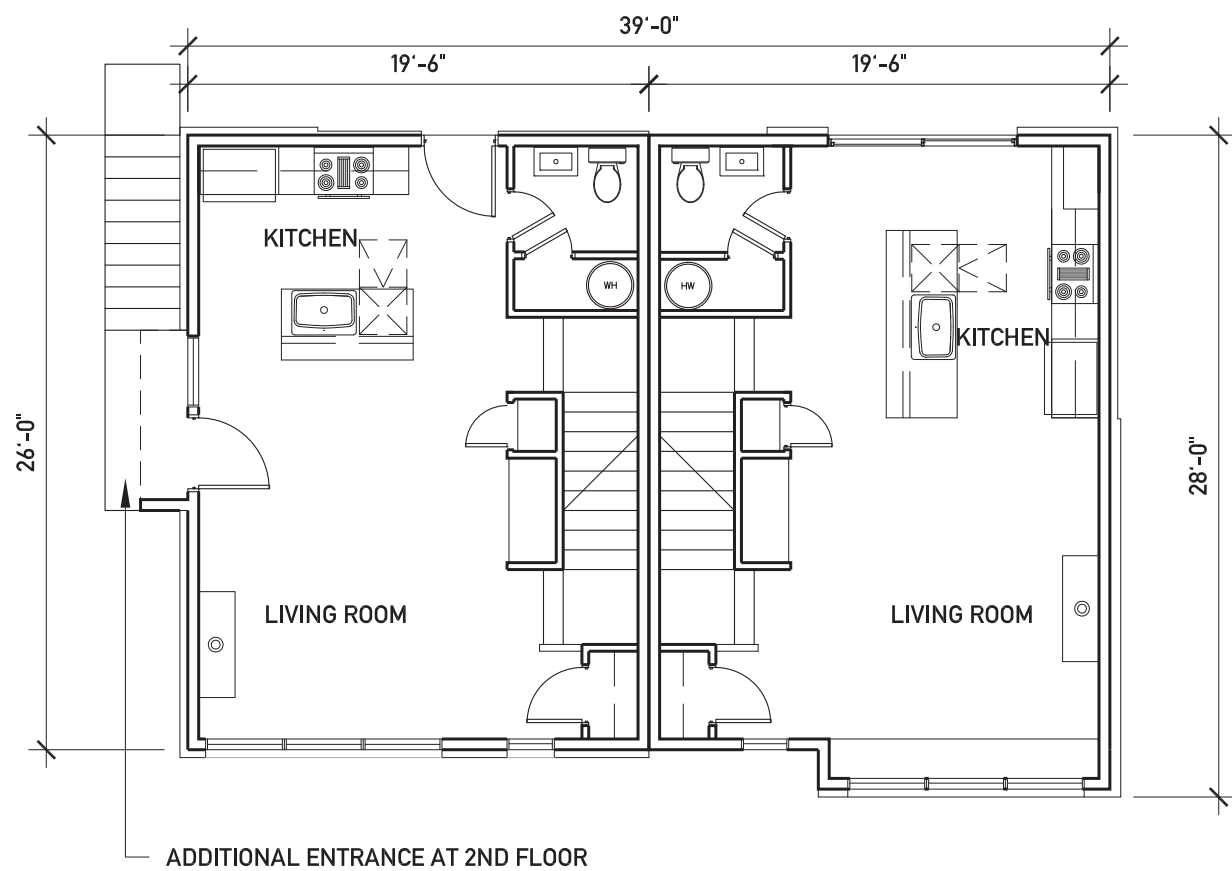 39'-0"
19'-6"
19'-6"
KITCHEN
WH
HW
KITCHEN
26'-0"
28'-0"
LIVING ROOM
LIVING ROOM
ADDITIONAL ENTRANCE AT 2ND FLOOR